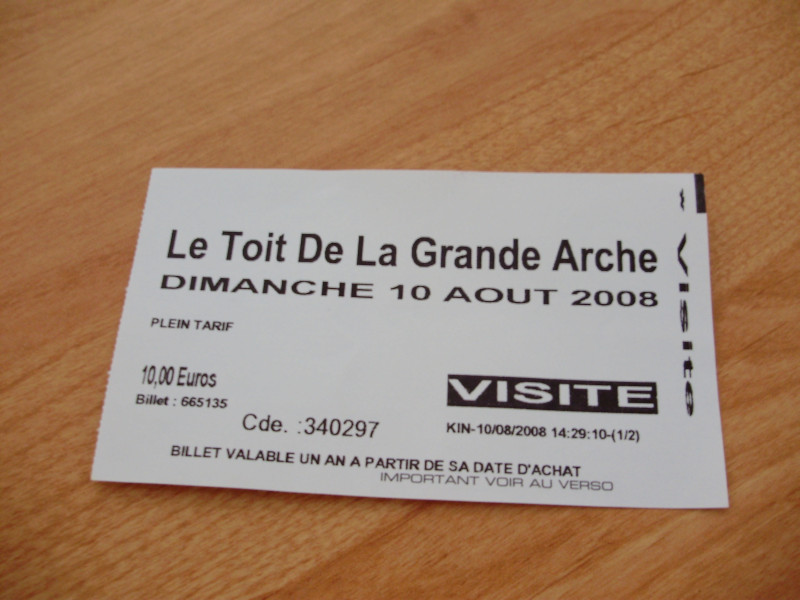 Le Toit De La Grande Arche
DIMANCHE 10 AOUT 2008
PLEIN TARIF
10,00 Euros
Billet : 665135
Cde. :340297
VISITE
KIN-10/08/2008 14:29:10-(1/2)
BILLET VALABLE UN AN A PARTIR DE SA DATE D'ACHAT
IMPORTANT VOIR AU VERSO
Visite